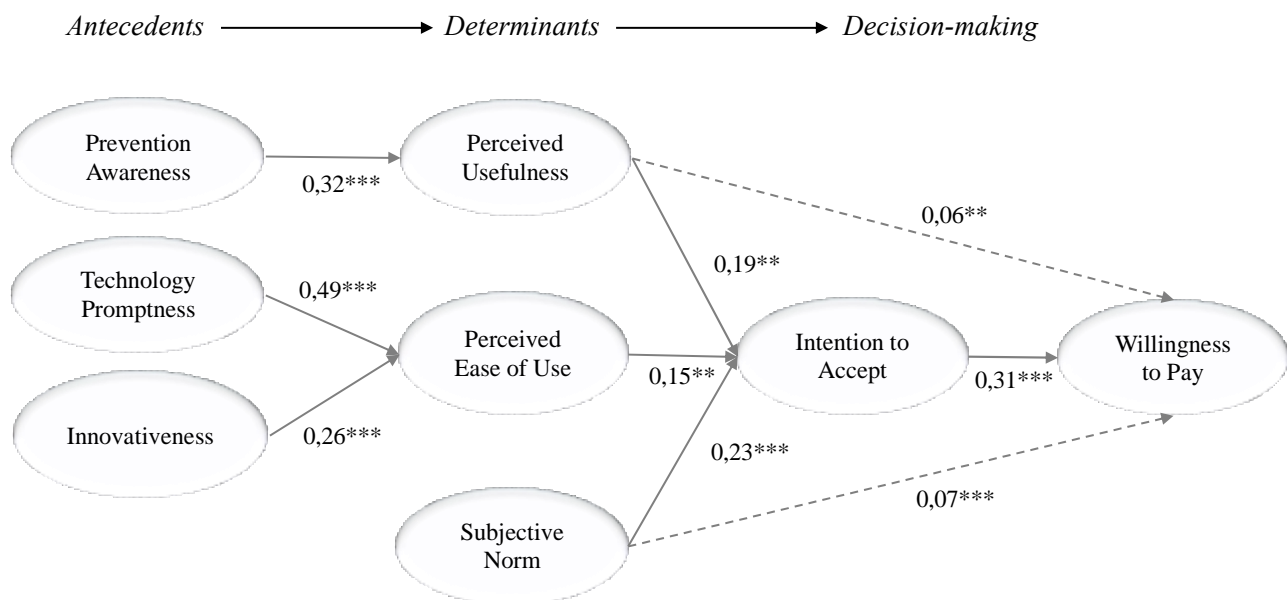 Antecedents
Determinants
Decision-making
Prevention
Awareness
0,32***
Perceived
Usefulness
0,06**
Technology
Promptness
0,49***
0,19**
Perceived
Ease of Use
0,15**
Intention to
Accept
0,31***
Willingness
to Pay
Innovativeness
0,26***
0,23***
0,07***
Subjective
Norm